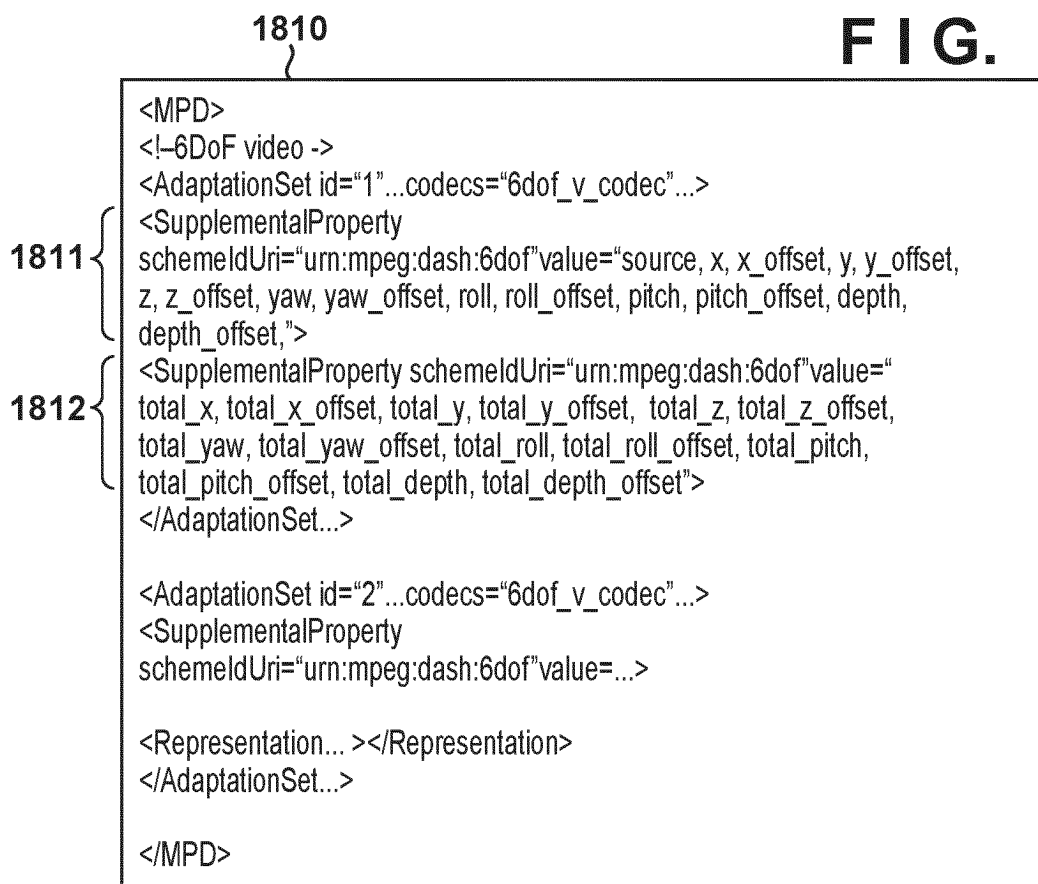 1810
F I G.
<MPD>
<!–6DoF video ->
<AdaptationSet id=“1”...codecs=“6dof_v_codec”...>
1811
<SupplementalProperty
schemeIdUri=“urn:mpeg:dash:6dof”value=“source, x, x_offset, y, y_offset,
z, z_offset, yaw, yaw_offset, roll, roll_offset, pitch, pitch_offset, depth,
depth_offset,”>
1812
<SupplementalProperty schemeIdUri=“urn:mpeg:dash:6dof”value=“
total_x, total_x_offset, total_y, total_y_offset, total_z, total_z_offset,
total_yaw, total_yaw_offset, total_roll, total_roll_offset, total_pitch,
total_pitch_offset, total_depth, total_depth_offset”>
</AdaptationSet...>
<AdaptationSet id=“2”...codecs=“6dof_v_codec”...>
<SupplementalProperty
schemeIdUri=“urn:mpeg:dash:6dof”value=...>
<Representation... ></Representation>
</AdaptationSet...>
</MPD>